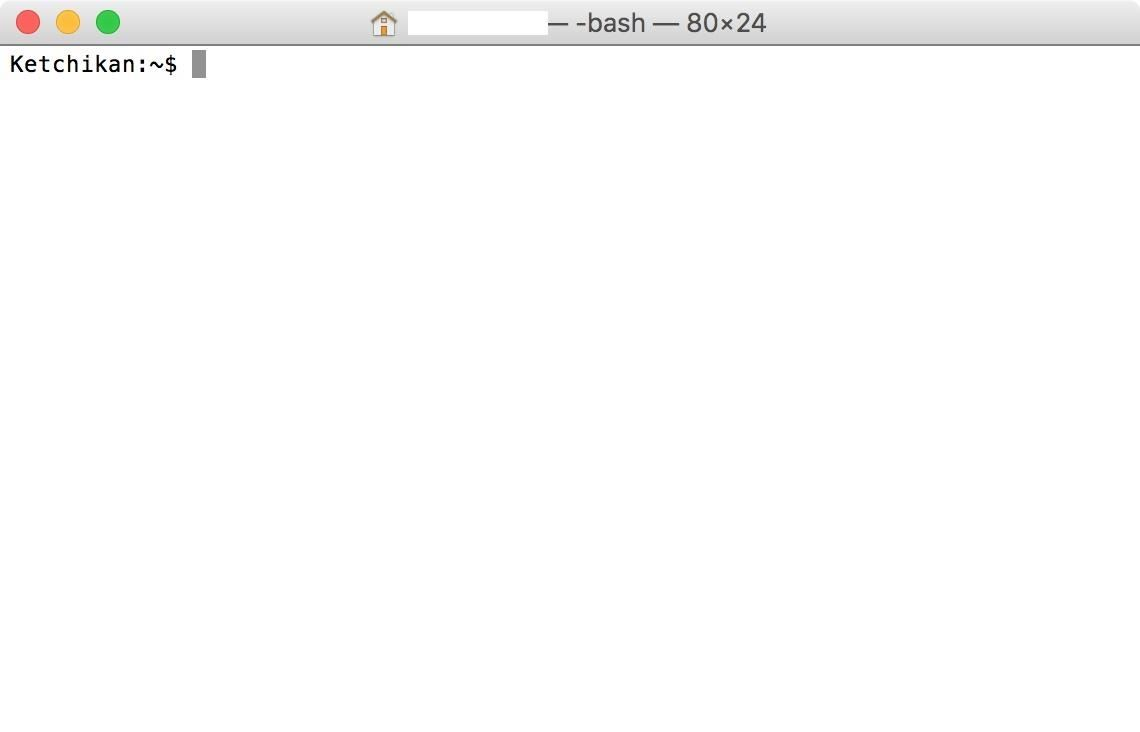 — -bash — 80×24
Ketchikan:~$